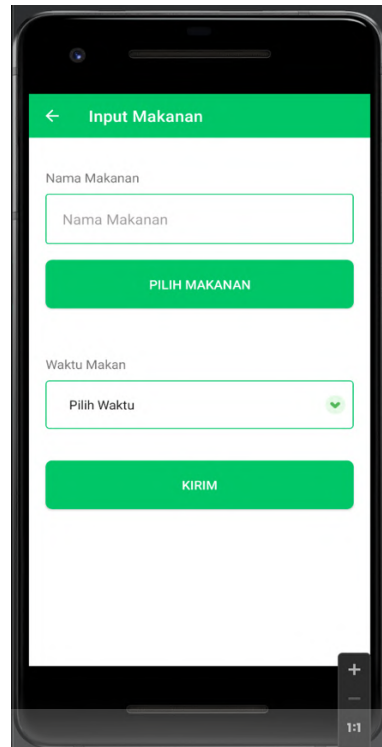 Input Makanan
Nama Makanan
Nama Makanan
PILIH MAKANAN
Waktu Makan
Pilih Waktu
KIRIM
1:1